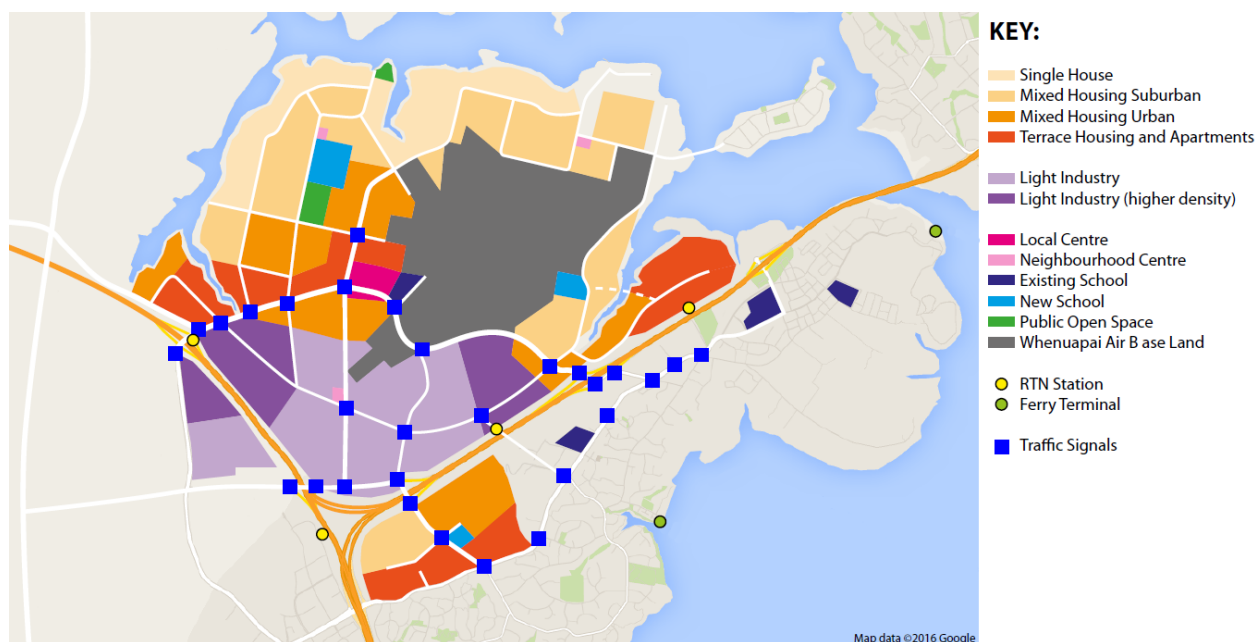 KEY:
Single House
Mixed Housing Suburban
Mixed Housing Urban
Terrace Housing and Apartments
Light Industry
Light Industry (higher density)
Local Centre
Neighbourhood Centre
Existing School
New School
Public Open Space
Whenuapai Air B ase Land
RTN Station
Ferry Terminal
Traffic Signals
Map data ©2016 Google